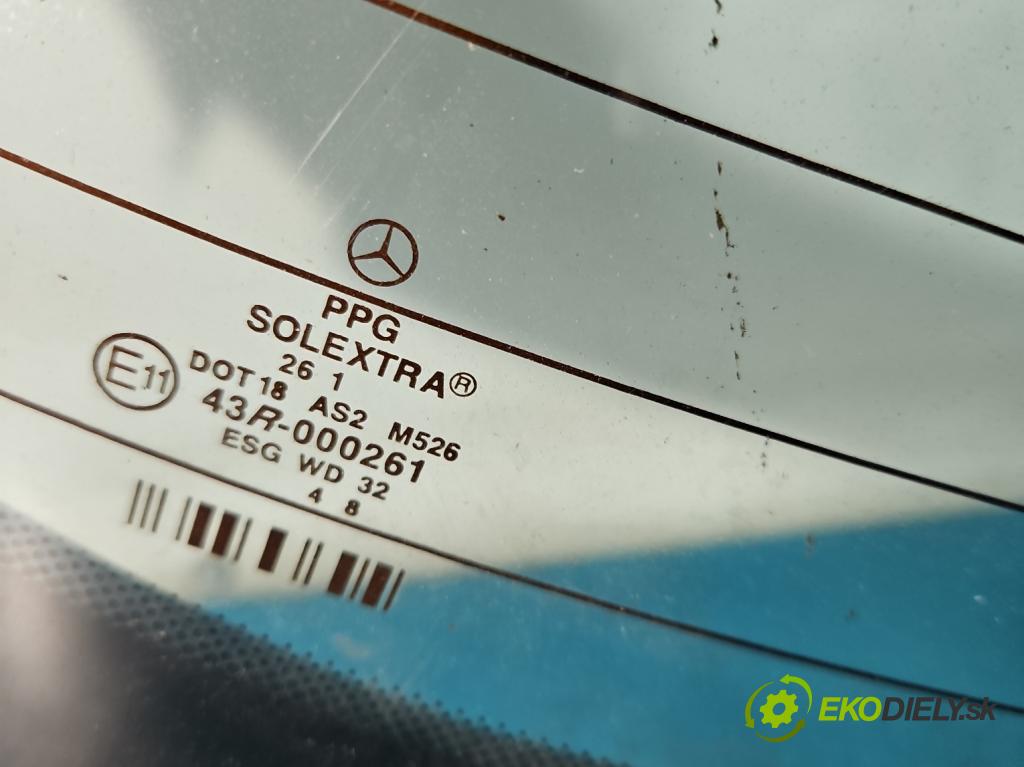 PPG
SOLEXTRA®
26 1
E11
DOT 18 AS2 M526
43R-000261
ESG WD 32
4 8
EKODIELY.sk